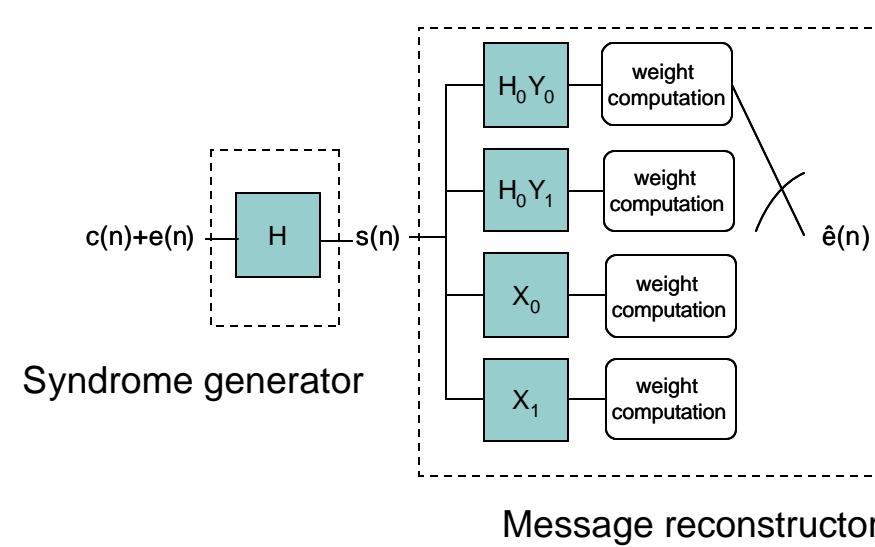 c(n)+e(n)
H
s(n)
H₀Y₀
weight
computation
H₀Y₁
weight
computation
X₀
weight
computation
X₁
weight
computation
ê(n)
Syndrome generator
Message reconstructor